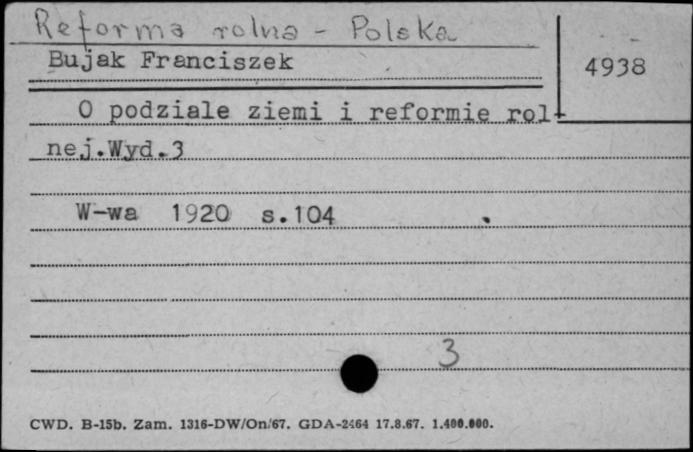 Reforma rolna - Polska
Bujak Franciszek
4938
O podziale ziemi i reformie rol-
nej.Wyd.3
W-wa 1920 s.104
3
CWD. B-15b. Zam. 1316-DW/On/67. GDA-2464 17.8.67. 1.400.000.